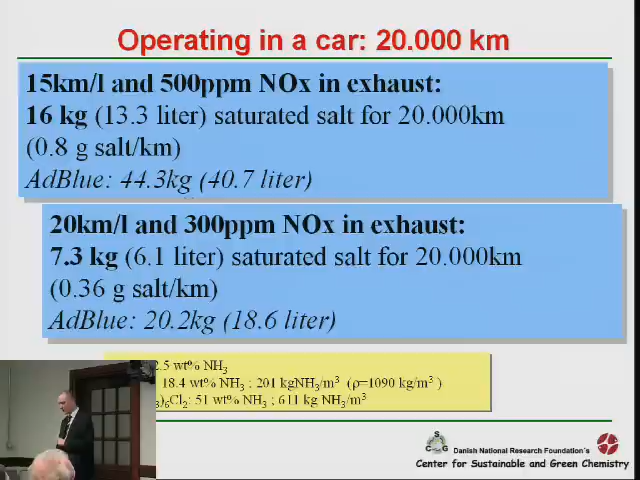 Operating in a car: 20.000 km
15km/l and 500ppm NOx in exhaust:
16 kg (13.3 liter) saturated salt for 20.000km
(0.8 g salt/km)
AdBlue: 44.3kg (40.7 liter)
20km/l and 300ppm NOx in exhaust:
7.3 kg (6.1 liter) saturated salt for 20.000km
(0.36 g salt/km)
AdBlue: 20.2kg (18.6 liter)
2.5 wt% NH₃
18.4 wt% NH₃ ; 201 kgNH₃/m³ (ρ=1090 kg/m³ )
₃)₆Cl₂: 51 wt% NH₃ ; 611 kg NH₃/m³
C S G
Danish National Research Foundation´s
Center for Sustainable and Green Chemistry